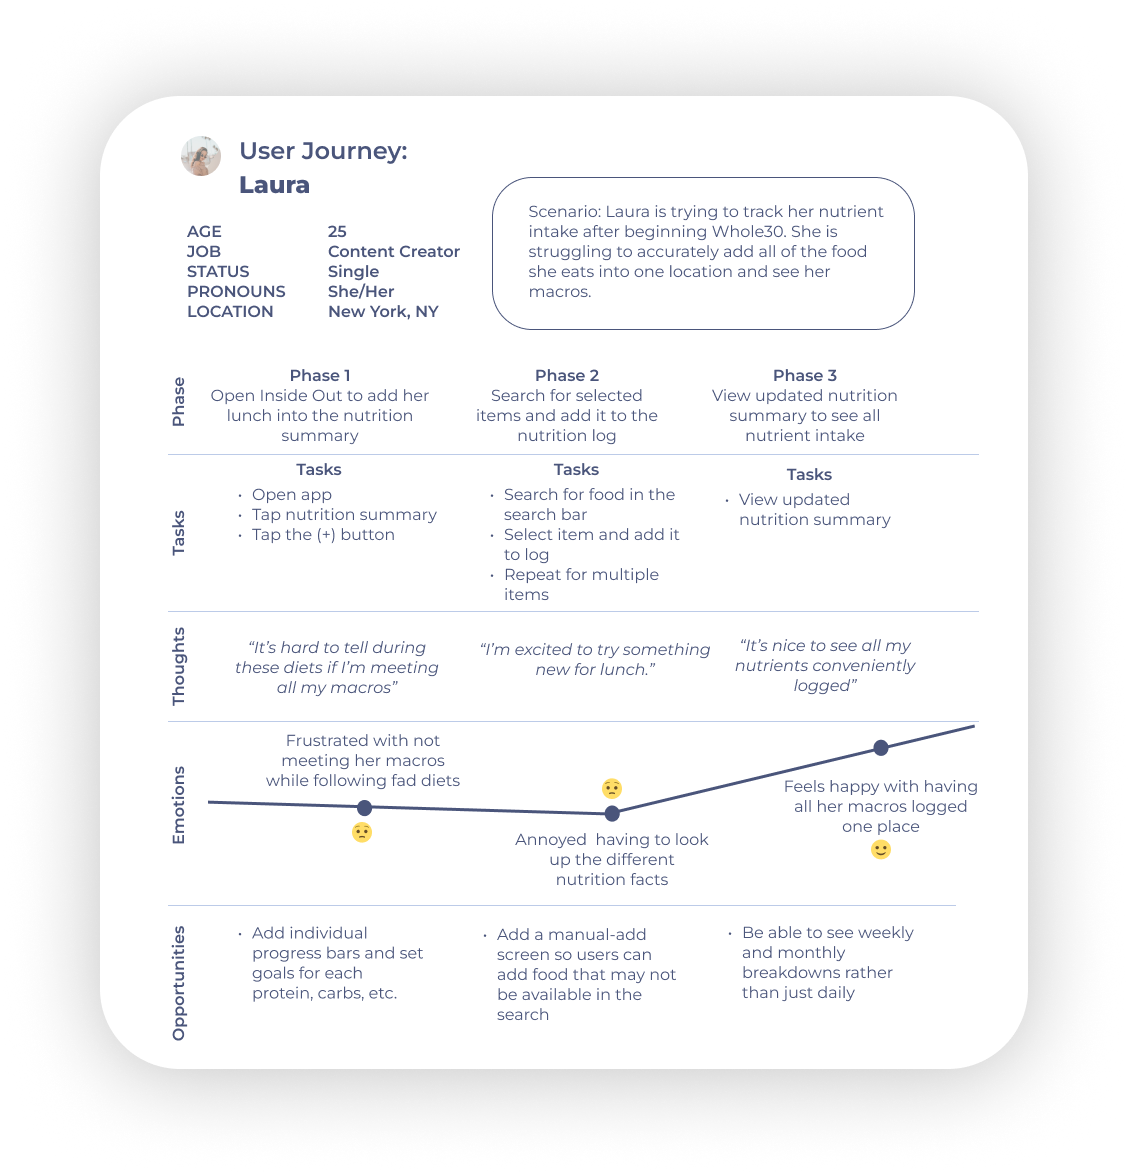 User Journey:
Laura
AGE 25
JOB Content Creator
STATUS Single
PRONOUNS She/Her
LOCATION New York, NY
Scenario: Laura is trying to track her nutrient
intake after beginning Whole30. She is
struggling to accurately add all of the food
she eats into one location and see her
macros.
Phase
Phase 1
Open Inside Out to add her
lunch into the nutrition
summary
Phase 2
Search for selected
items and add it to the
nutrition log
Phase 3
View updated nutrition
summary to see all
nutrient intake
Tasks
Tasks
• Open app
• Tap nutrition summary
• Tap the (+) button
Tasks
• Search for food in the
search bar
• Select item and add it
to log
• Repeat for multiple
items
Tasks
• View updated
nutrition summary
Thoughts
“It’s hard to tell during
these diets if I’m meeting
all my macros”
“I’m excited to try something
new for lunch.”
“It’s nice to see all my
nutrients conveniently
logged”
Emotions
Frustrated with not
meeting her macros
while following fad diets
Annoyed  having to look
up the different
nutrition facts
Feels happy with having
all her macros logged
one place
Opportunities
• Add individual
progress bars and set
goals for each
protein, carbs, etc.
• Add a manual-add
screen so users can
add food that may not
be available in the
search
• Be able to see weekly
and monthly
breakdowns rather
than just daily